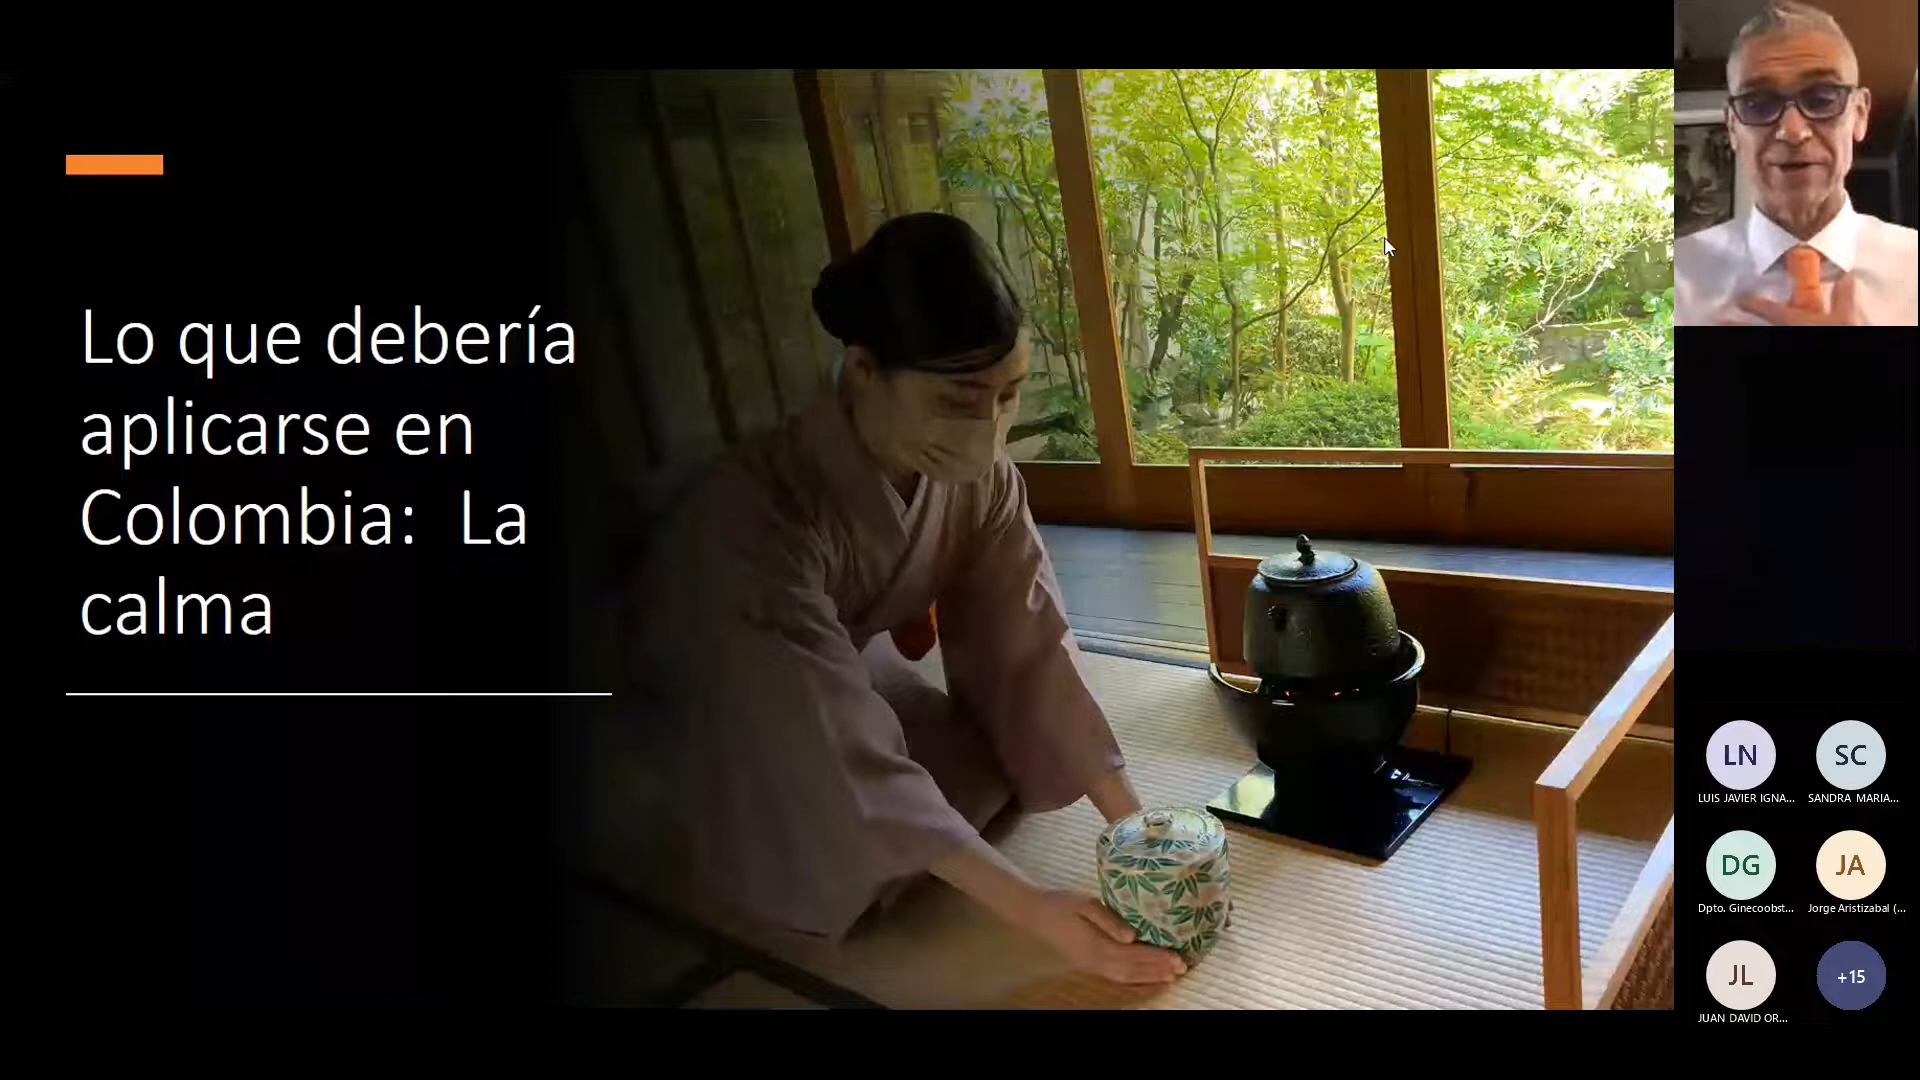 Lo que debería
aplicarse en
Colombia:  La
calma
LN
SC
LUIS JAVIER IGNA...
SANDRA MARIA...
DG
JA
Dpto. Ginecoobst...
Jorge Aristizabal (...
JL
+15
JUAN DAVID OR...